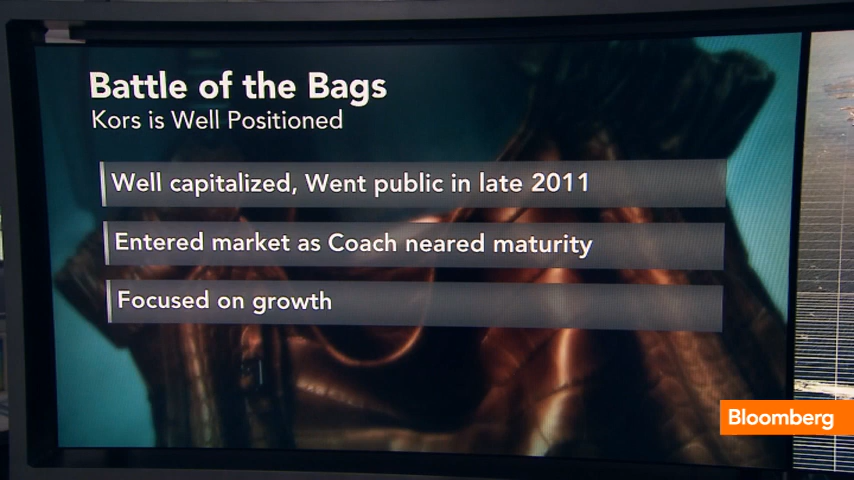 Battle of the Bags
Kors is Well Positioned
Well capitalized, Went public in late 2011
Entered market as Coach neared maturity
Focused on growth
Bloomberg